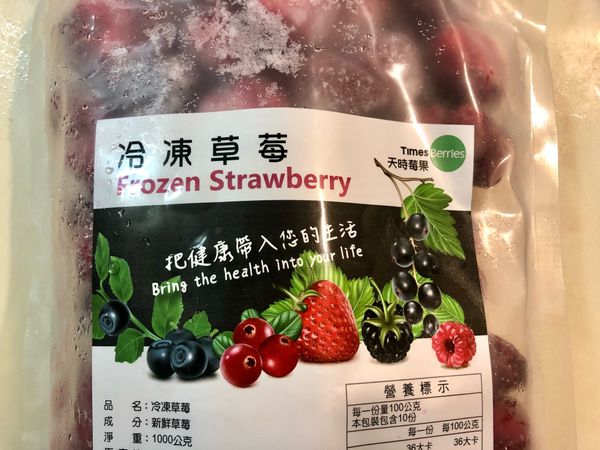 冷凍草莓
Frozen Strawberry
Times Berries
天時莓果
把健康帶入您的生活
Bring the health into your life
品 名：冷凍草莓
成 分：新鮮草莓
淨 重：1000公克
營養標示
每一份量100公克
本包裝包含10份
每一份 每100公克
36大卡 36大卡